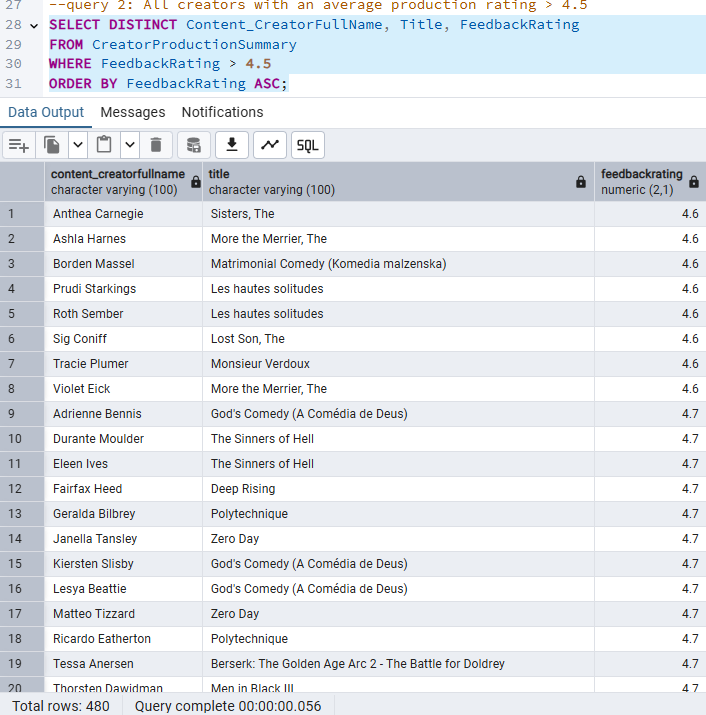 27 --query 2: All creators with an average production rating > 4.5
28 SELECT DISTINCT Content_CreatorFullName, Title, FeedbackRating
29 FROM CreatorProductionSummary
30 WHERE FeedbackRating > 4.5
31 ORDER BY FeedbackRating ASC;
Data Output Messages Notifications
SQL
content_creatorfullname title feedbackrating
character varying (100) character varying (100) numeric (2,1)
1 Anthea Carnegie Sisters, The 4.6
2 Ashla Harnes More the Merrier, The 4.6
3 Borden Massel Matrimonial Comedy (Komedia malzenska) 4.6
4 Prudi Starkings Les hautes solitudes 4.6
5 Roth Sember Les hautes solitudes 4.6
6 Sig Coniff Lost Son, The 4.6
7 Tracie Plumer Monsieur Verdoux 4.6
8 Violet Eick More the Merrier, The 4.6
9 Adrienne Bennis God's Comedy (A Comédia de Deus) 4.7
10 Durante Moulder The Sinners of Hell 4.7
11 Eleen Ives The Sinners of Hell 4.7
12 Fairfax Heed Deep Rising 4.7
13 Geralda Bilbrey Polytechnique 4.7
14 Janella Tansley Zero Day 4.7
15 Kiersten Slisby God's Comedy (A Comédia de Deus) 4.7
16 Lesya Beattie God's Comedy (A Comédia de Deus) 4.7
17 Matteo Tizzard Zero Day 4.7
18 Ricardo Eatherton Polytechnique 4.7
19 Tessa Anersen Berserk: The Golden Age Arc 2 - The Battle for Doldrey 4.7
20 Thorsten Dawidman Men in Black III 4.7
Total rows: 480 Query complete 00:00:00.056